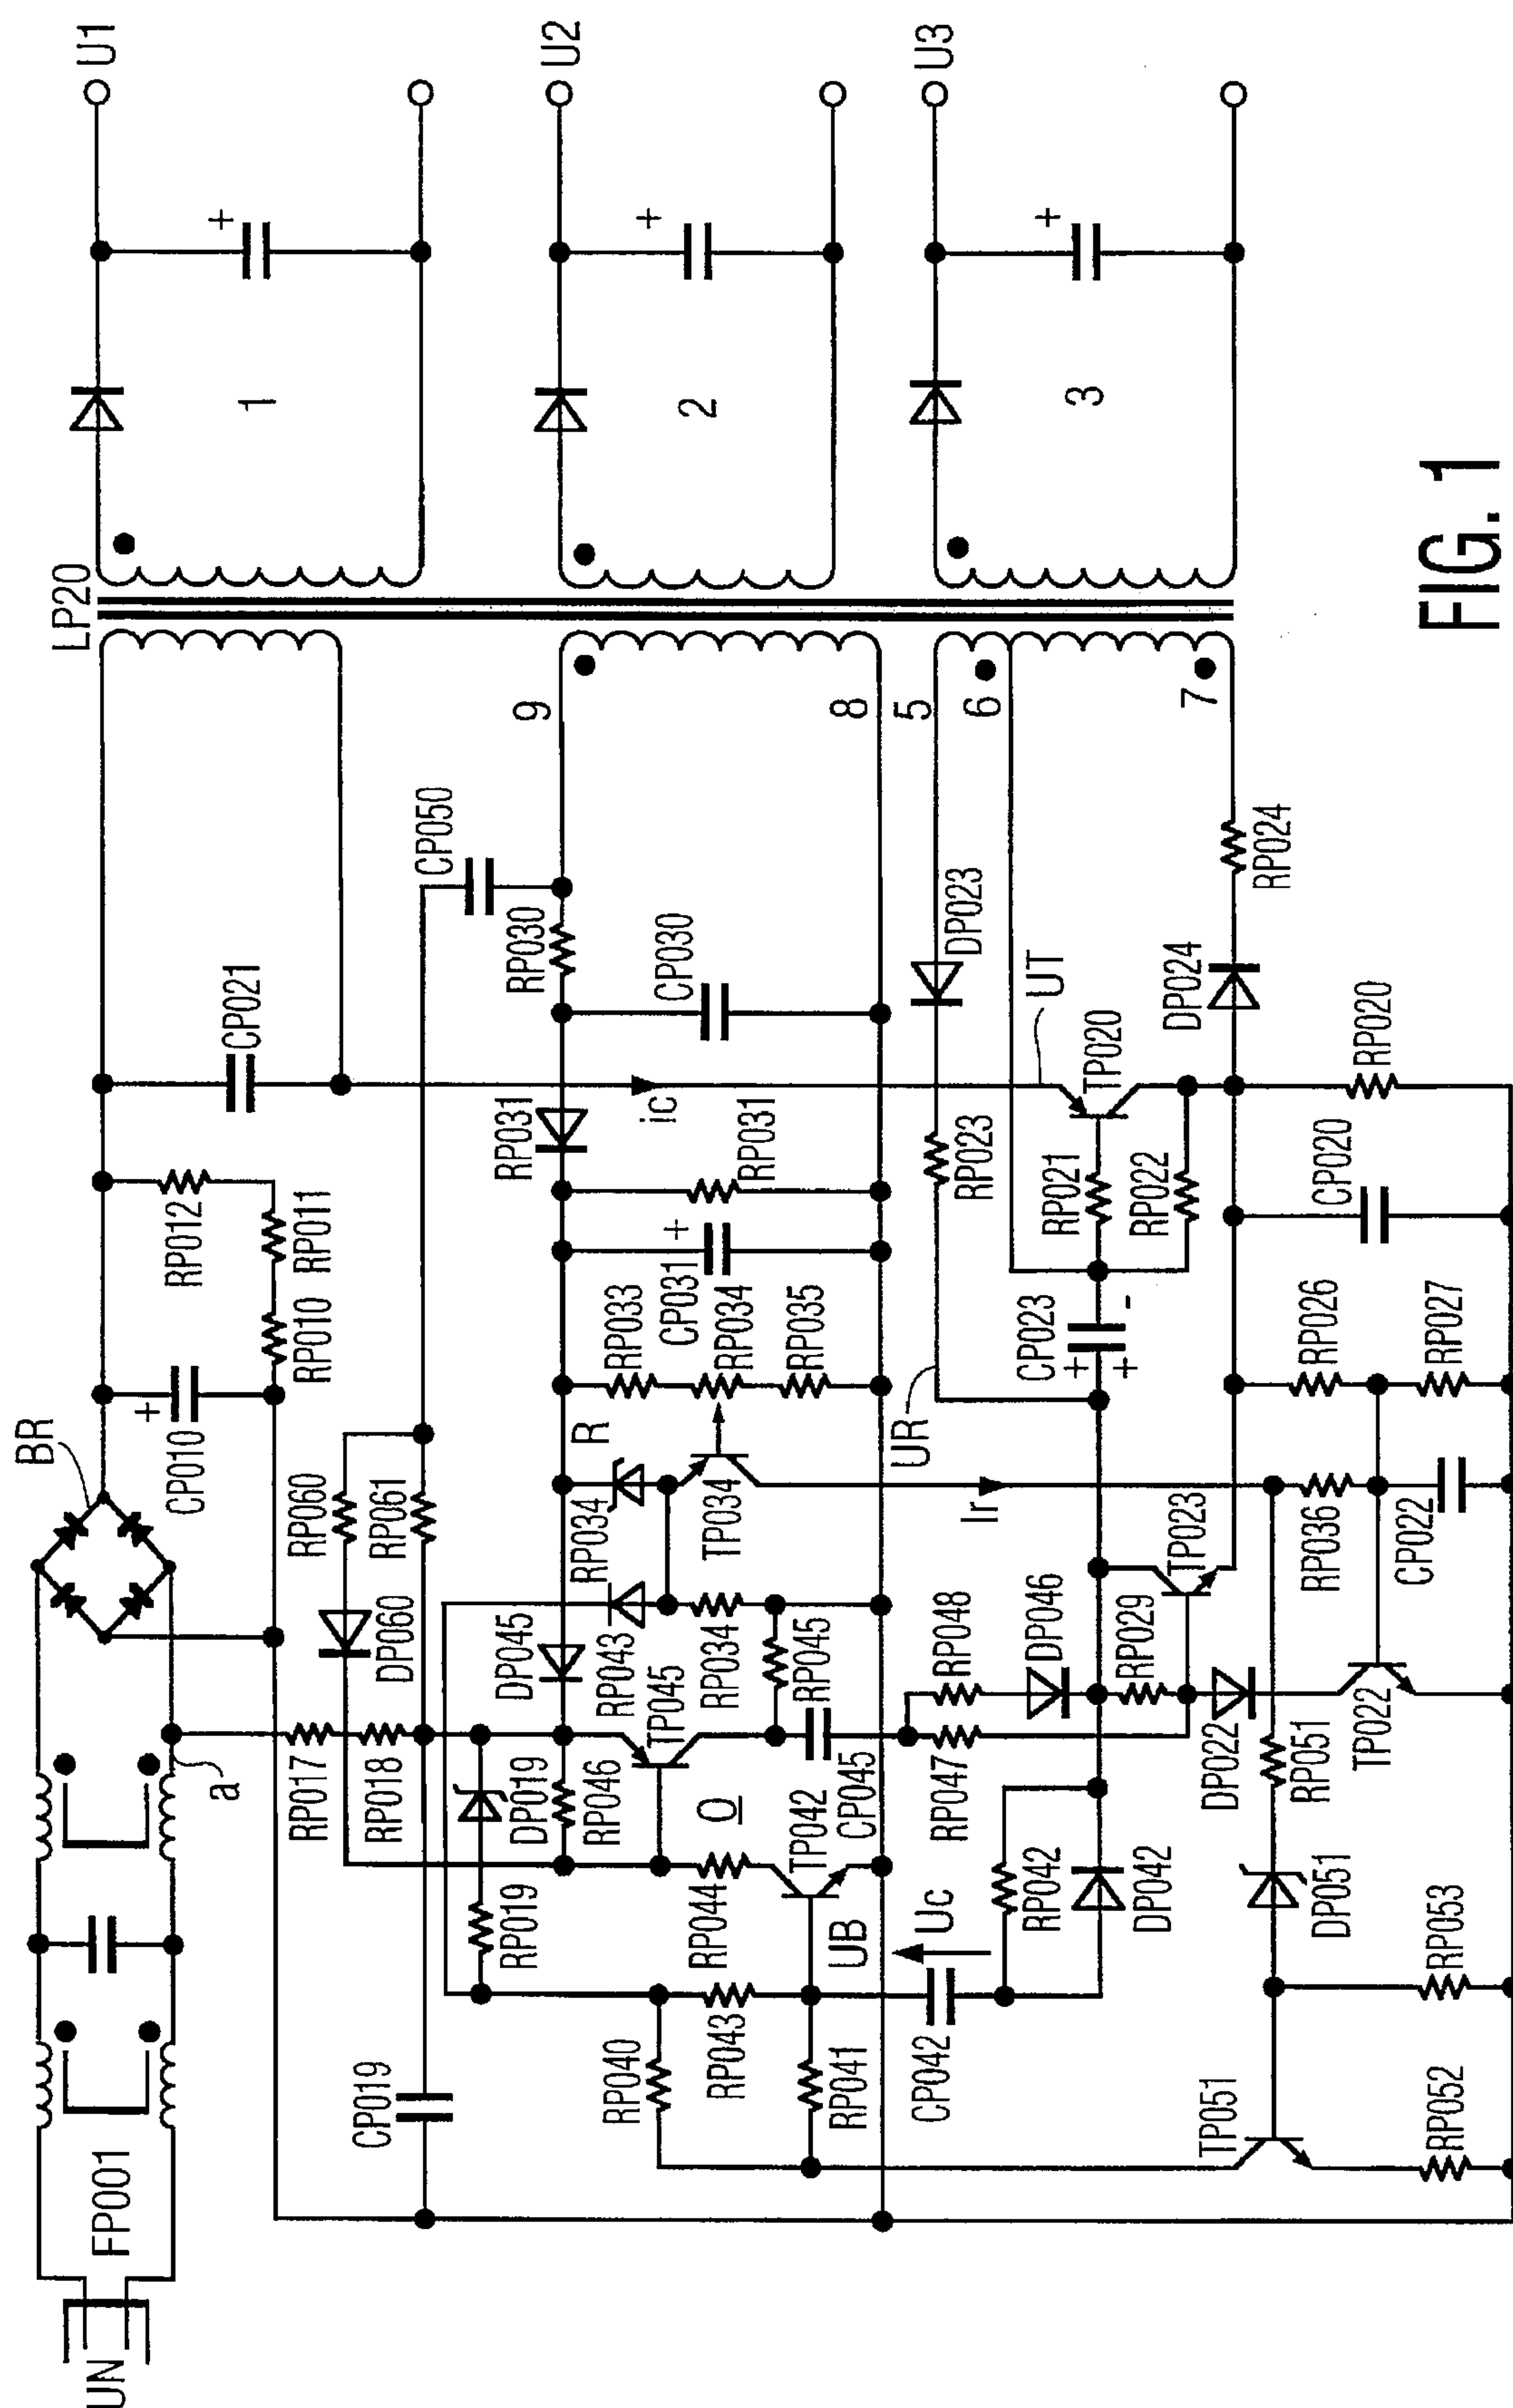 UN
FP001
a
BR
CP010
+
RP010
RP011
RP012
CP021
LP20
1
+
U1
CP019
RP017
RP018
RP060
RP061
DP060
CP050
RP019
DP019
RP046
DP045
RP043
RP034
R
RP033
CP031
+
RP034
RP035
RP031
RP031
RP030
CP030
9
8
2
+
U2
RP040
RP043
RP041
RP044
O
TP042
UB
Uc
CP042
TP045
CP045
RP034
RP045
TP034
Ir
ic
UR
RP023
DP023
5
6
7
3
+
U3
RP042
DP042
RP047
RP048
DP046
RP029
TP023
CP023
+
+
-
RP021
RP022
TP020
UT
DP024
RP024
TP051
RP052
RP053
DP051
RP051
DP022
TP022
RP036
CP022
RP026
RP027
CP020
RP020
FIG. 1